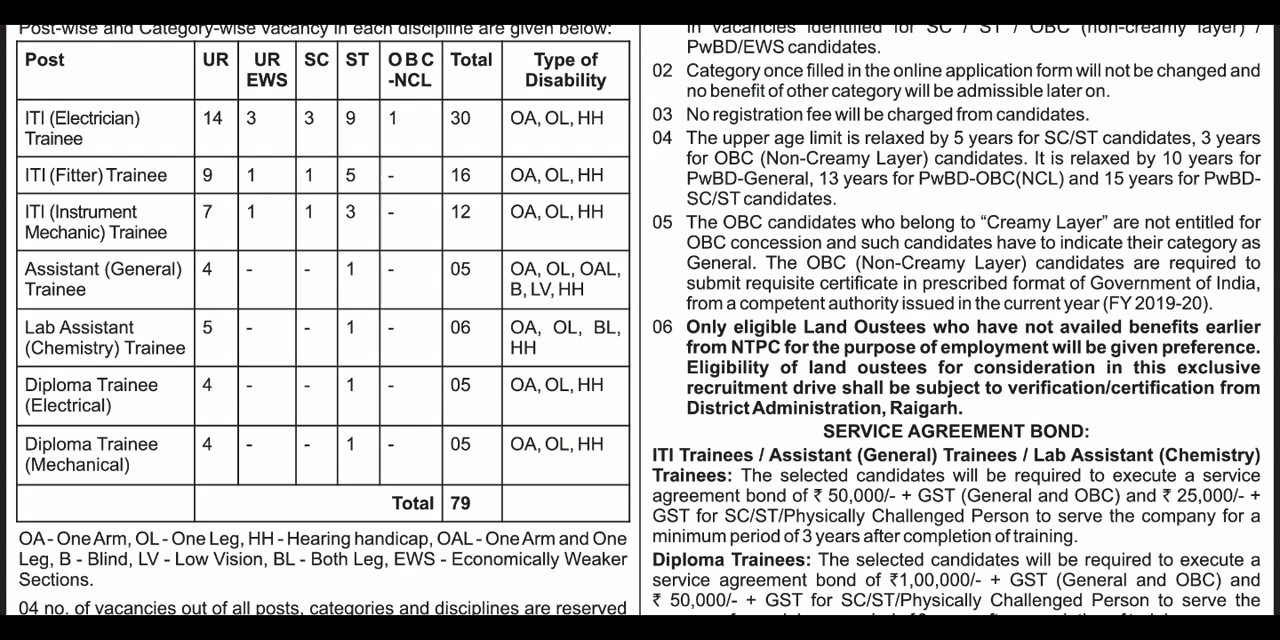 Post-wise and Category-wise vacancy in each discipline are given below:
Post UR UR EWS SC ST OBC -NCL Total Type of Disability
ITI (Electrician) Trainee 14 3 3 9 1 30 OA, OL, HH
ITI (Fitter) Trainee 9 1 1 5 - 16 OA, OL, HH
ITI (Instrument Mechanic) Trainee 7 1 1 3 - 12 OA, OL, HH
Assistant (General) Trainee 4 - - 1 - 05 OA, OL, OAL, B, LV, HH
Lab Assistant (Chemistry) Trainee 5 - - 1 - 06 OA, OL, BL, HH
Diploma Trainee (Electrical) 4 - - 1 - 05 OA, OL, HH
Diploma Trainee (Mechanical) 4 - - 1 - 05 OA, OL, HH
Total 79
OA - One Arm, OL - One Leg, HH - Hearing handicap, OAL - One Arm and One
Leg, B - Blind, LV - Low Vision, BL - Both Leg, EWS - Economically Weaker
Sections.
04 no. of vacancies out of all posts, categories and disciplines are reserved
in vacancies identified for SC / ST / OBC (non-creamy layer) /
PwBD/EWS candidates.
02 Category once filled in the online application form will not be changed and
no benefit of other category will be admissible later on.
03 No registration fee will be charged from candidates.
04 The upper age limit is relaxed by 5 years for SC/ST candidates, 3 years
for OBC (Non-Creamy Layer) candidates. It is relaxed by 10 years for
PwBD-General, 13 years for PwBD-OBC(NCL) and 15 years for PwBD-
SC/ST candidates.
05 The OBC candidates who belong to “Creamy Layer” are not entitled for
OBC concession and such candidates have to indicate their category as
General. The OBC (Non-Creamy Layer) candidates are required to
submit requisite certificate in prescribed format of Government of India,
from a competent authority issued in the current year (FY 2019-20).
06 Only eligible Land Oustees who have not availed benefits earlier
from NTPC for the purpose of employment will be given preference.
Eligibility of land oustees for consideration in this exclusive
recruitment drive shall be subject to verification/certification from
District Administration, Raigarh.
SERVICE AGREEMENT BOND:
ITI Trainees / Assistant (General) Trainees / Lab Assistant (Chemistry)
Trainees: The selected candidates will be required to execute a service
agreement bond of ₹ 50,000/- + GST (General and OBC) and ₹ 25,000/- +
GST for SC/ST/Physically Challenged Person to serve the company for a
minimum period of 3 years after completion of training.
Diploma Trainees: The selected candidates will be required to execute a
service agreement bond of ₹1,00,000/- + GST (General and OBC) and
₹ 50,000/- + GST for SC/ST/Physically Challenged Person to serve the